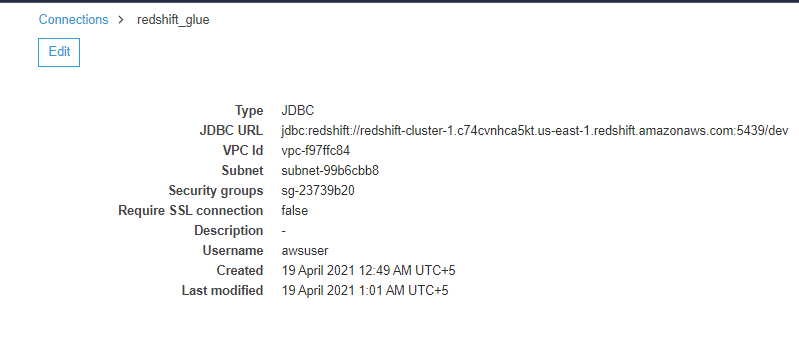 Connections > redshift_glue
Edit
Type JDBC
JDBC URL jdbc:redshift://redshift-cluster-1.c74cvnhca5kt.us-east-1.redshift.amazonaws.com:5439/dev
VPC Id vpc-f97ffc84
Subnet subnet-99b6cbb8
Security groups sg-23739b20
Require SSL connection false
Description -
Username awsuser
Created 19 April 2021 12:49 AM UTC+5
Last modified 19 April 2021 1:01 AM UTC+5